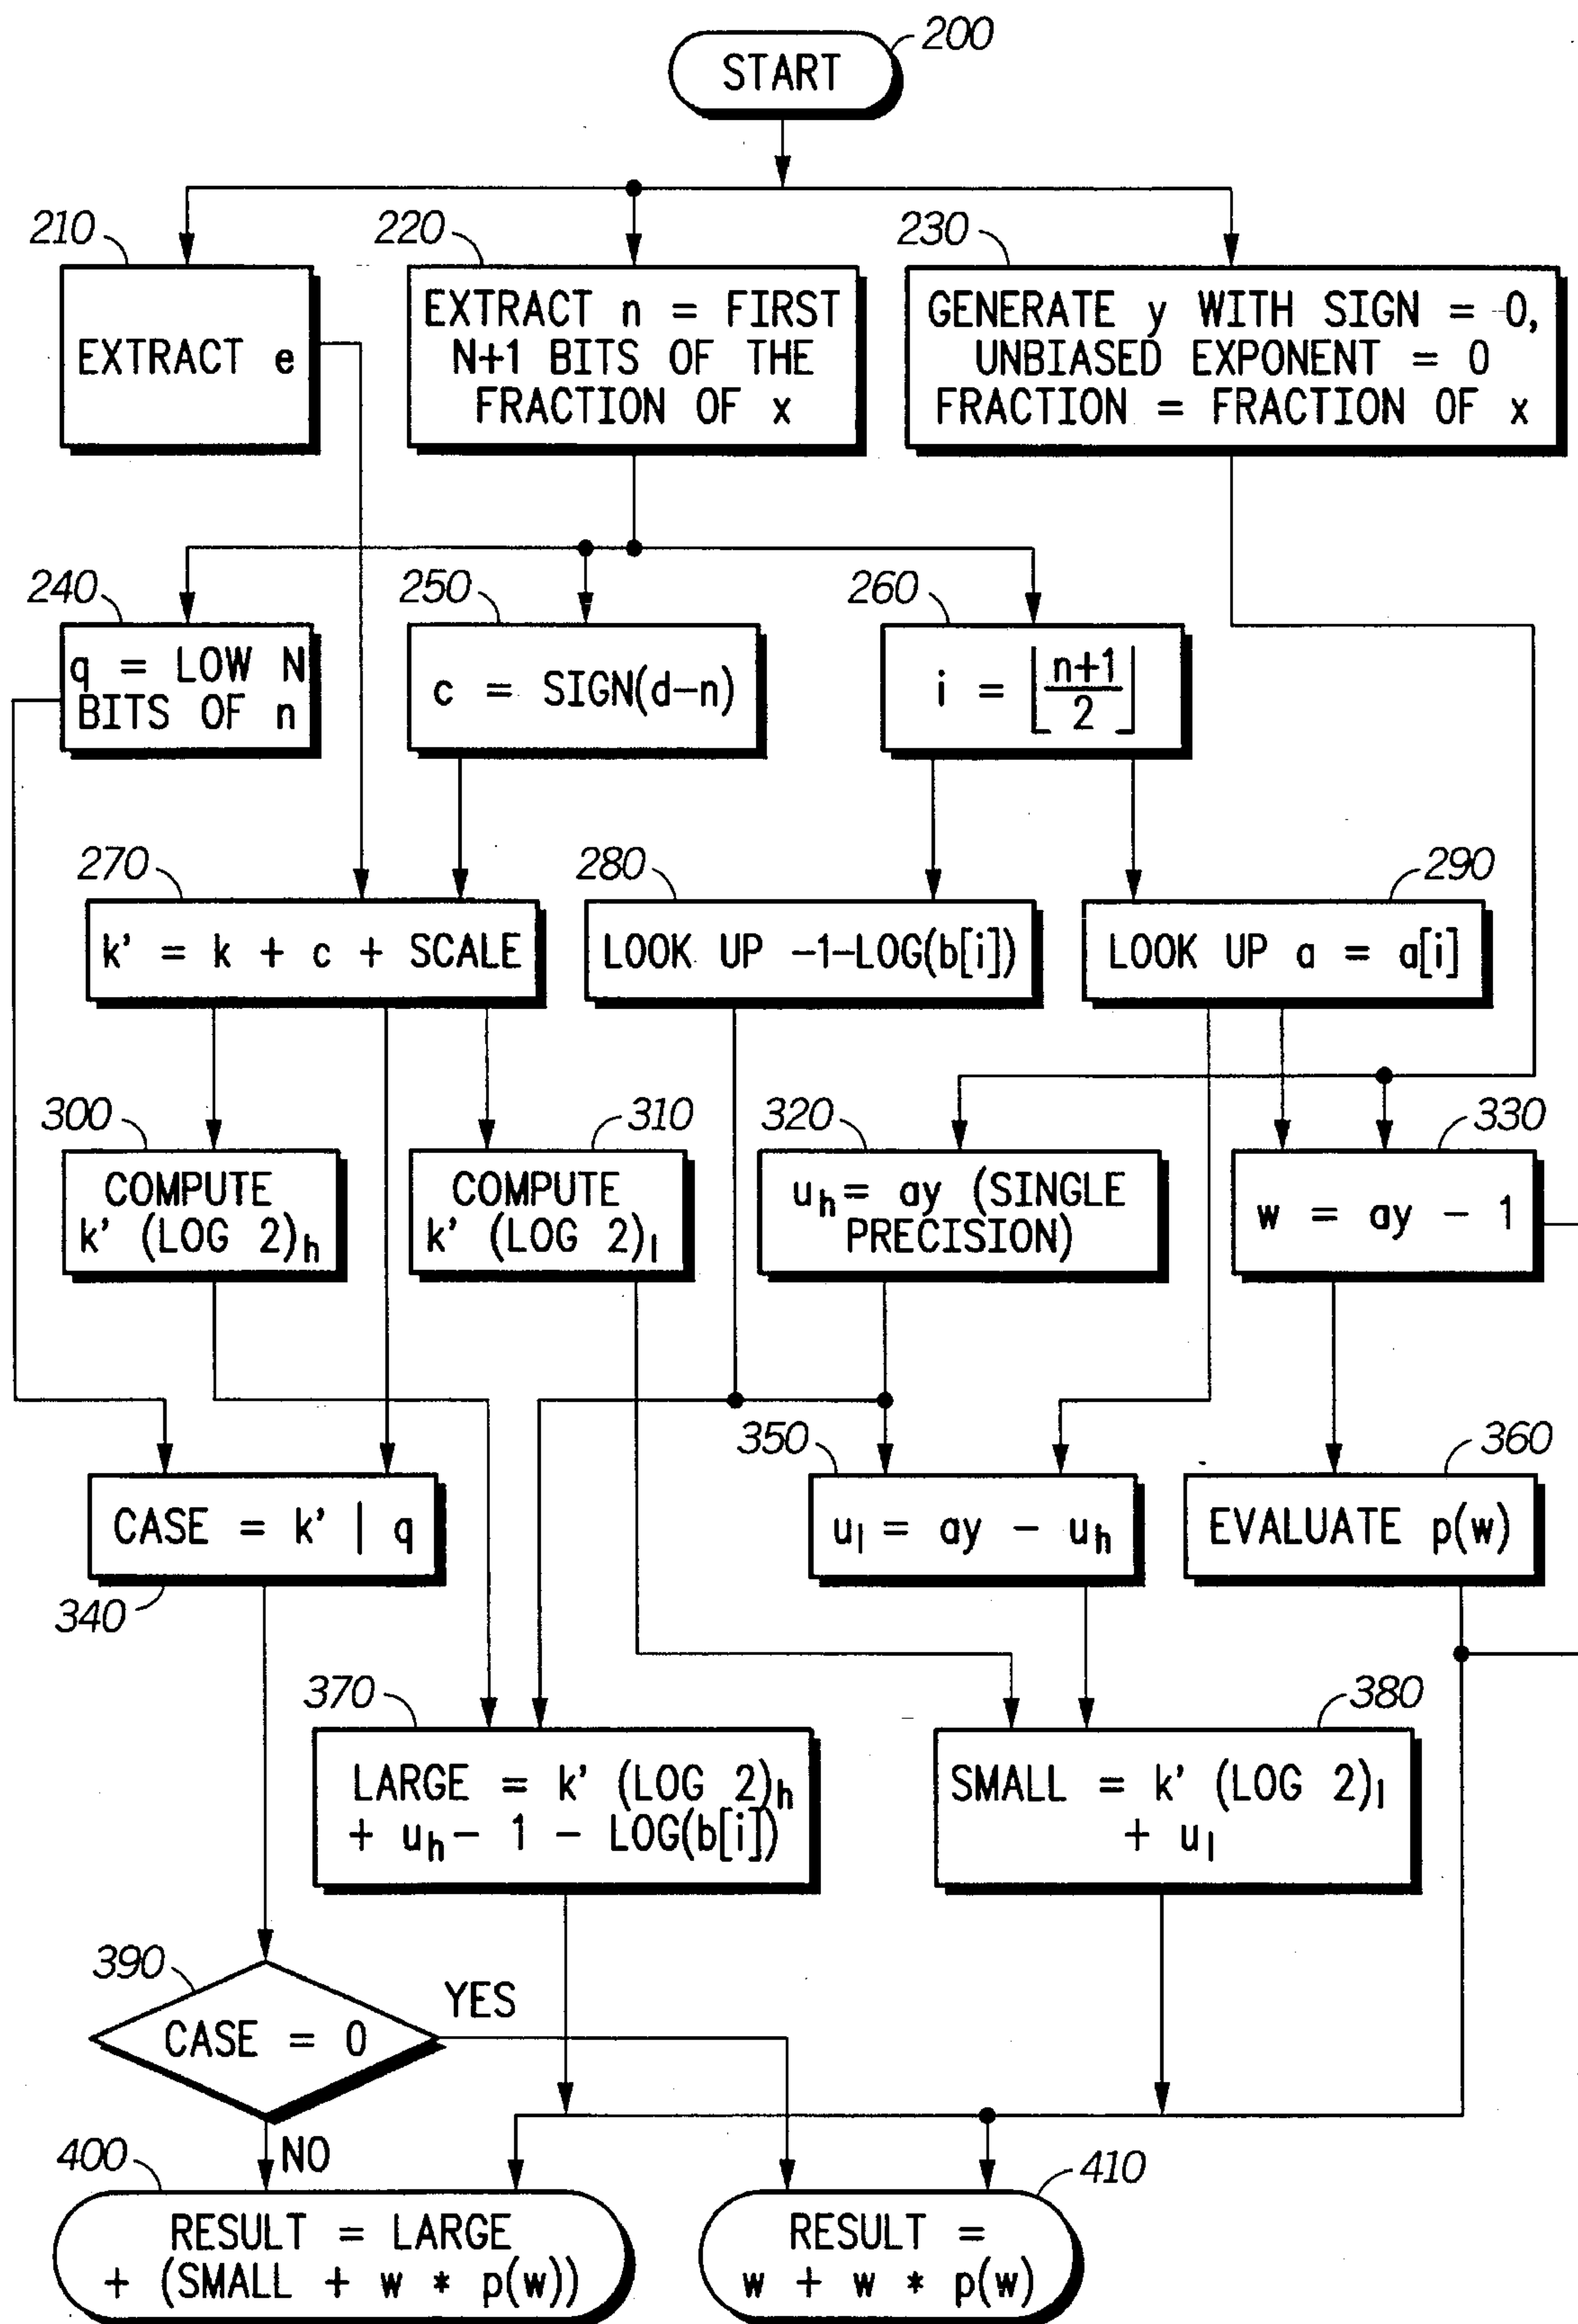 200
START
210
220
230
EXTRACT e
EXTRACT n = FIRST
N+1 BITS OF THE
FRACTION OF x
GENERATE y WITH SIGN = 0,
UNBIASED EXPONENT = 0
FRACTION = FRACTION OF x
240
250
260
q = LOW N
BITS OF n
c = SIGN(d-n)
i = ⌊(n+1)/2⌋
270
280
290
k' = k + c + SCALE
LOOK UP -1-LOG(b[i])
LOOK UP a = a[i]
300
310
320
330
COMPUTE
k' (LOG 2)h
COMPUTE
k' (LOG 2)l
uh= ay (SINGLE
PRECISION)
w = ay - 1
350
360
CASE = k' | q
340
ul = ay - uh
EVALUATE p(w)
370
380
LARGE = k' (LOG 2)h
+ uh- 1 - LOG(b[i])
SMALL = k' (LOG 2)l
+ ul
390
CASE = 0
YES
NO
400
410
RESULT = LARGE
+ (SMALL + w * p(w))
RESULT =
w + w * p(w)